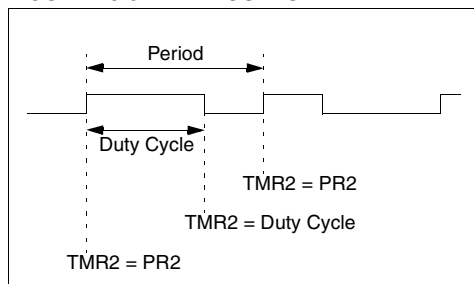 Period
Duty Cycle
TMR2 = PR2
TMR2 = Duty Cycle
TMR2 = PR2